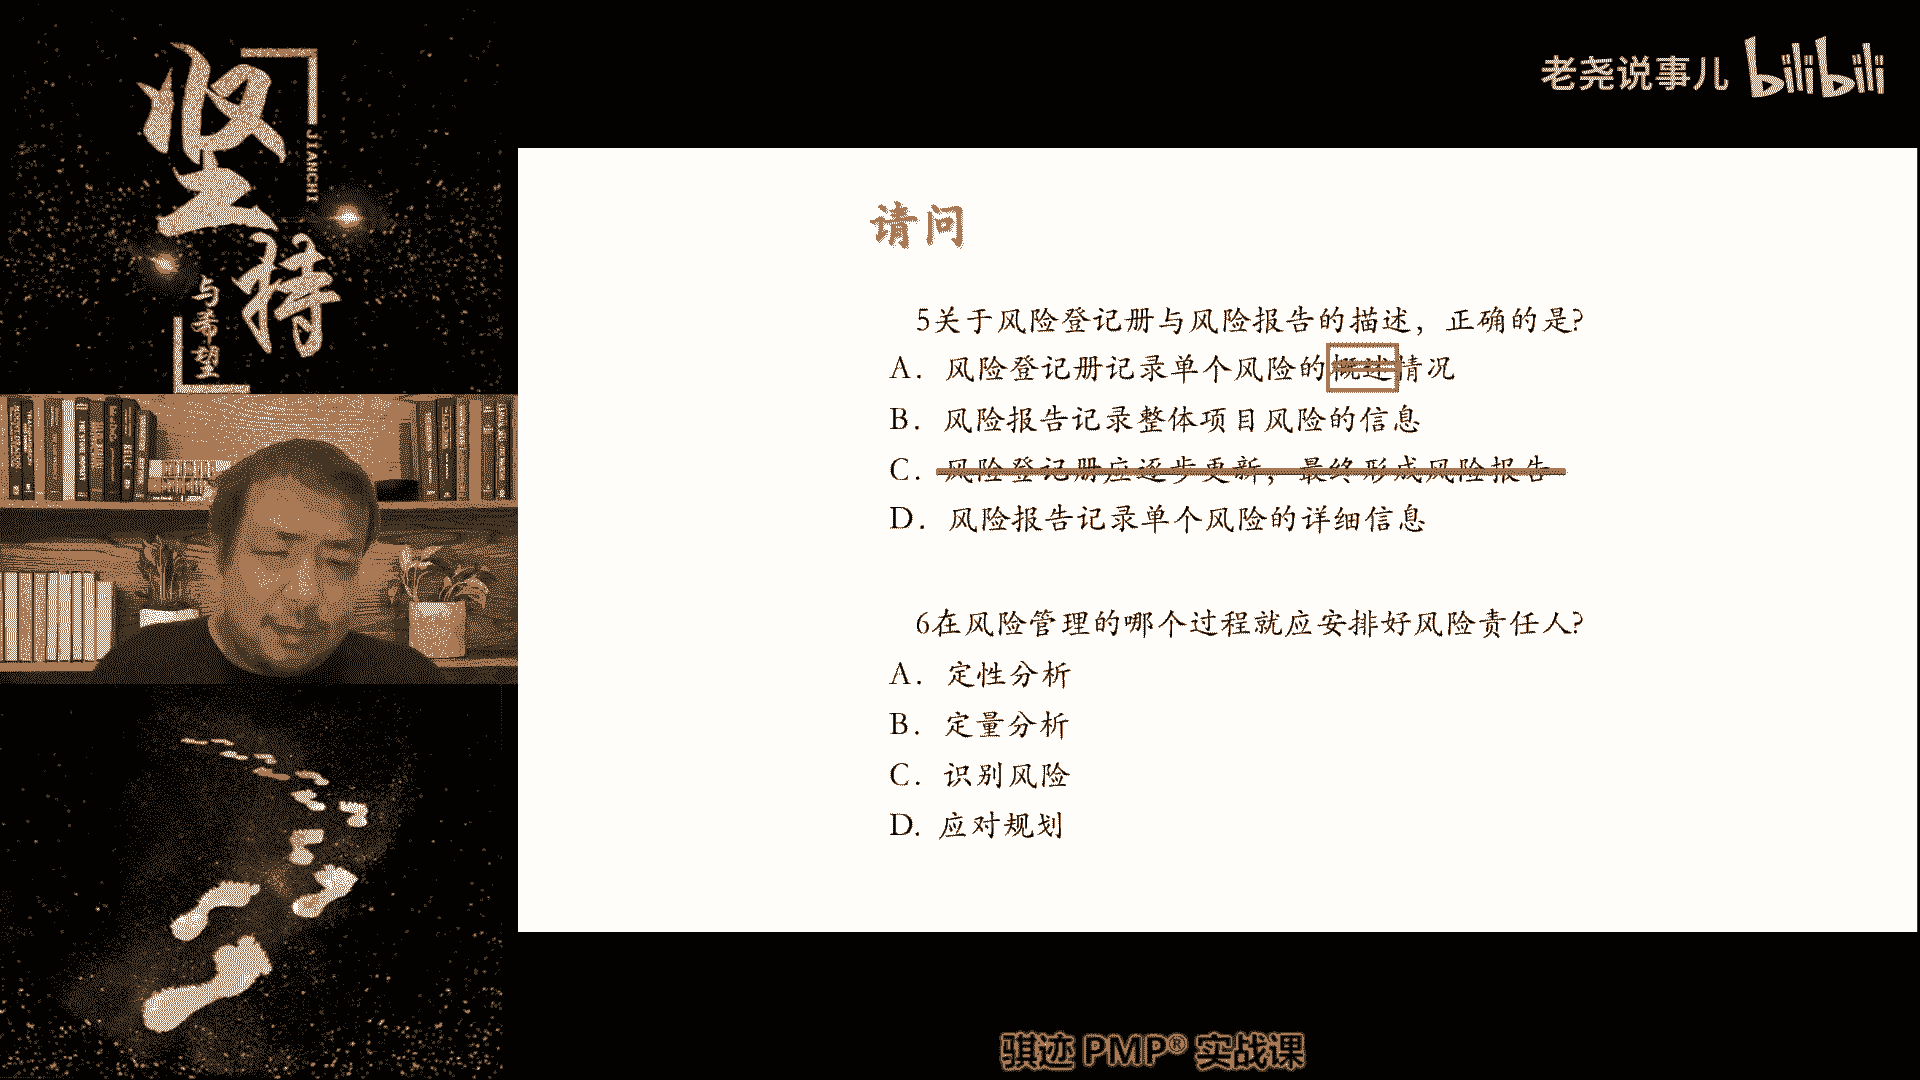 坚
持
JIANCHI
与希望
老尧说事儿 bilibili
请问
5关于风险登记册与风险报告的描述，正确的是?
A. 风险登记册记录单个风险的概述情况
B. 风险报告记录整体项目风险的信息
C. 风险登记册应逐步更新，最终形成风险报告
D. 风险报告记录单个风险的详细信息
6在风险管理的哪个过程就应安排好风险责任人?
A. 定性分析
B. 定量分析
C. 识别风险
D. 应对规划
骐迹 PMP® 实战课